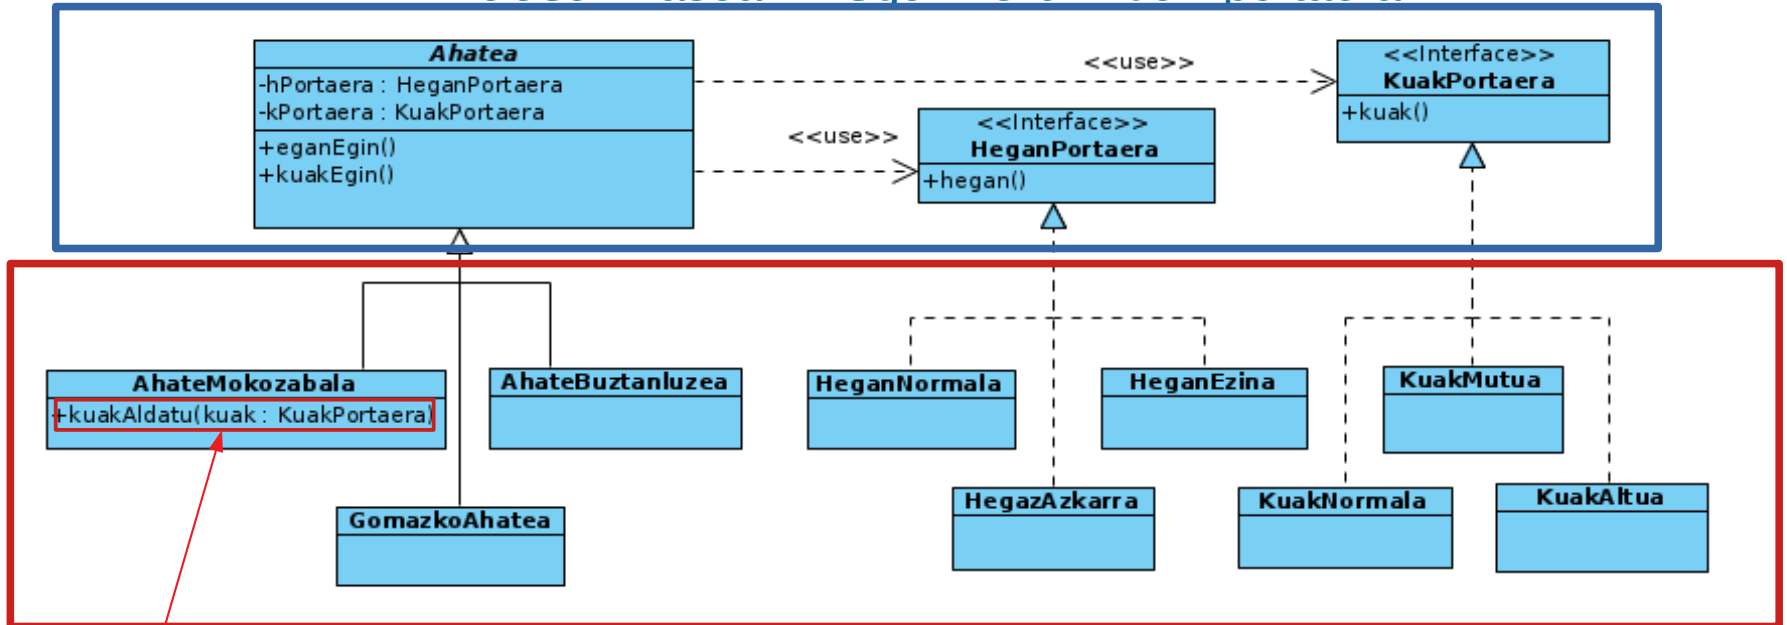 Ahatea
-hPortaera : HeganPortaera
-kPortaera : KuakPortaera
+eganEgin()
+kuakEgin()
<<use>>
<<use>>
<<Interface>>
HeganPortaera
+hegan()
<<Interface>>
KuakPortaera
+kuak()
AhateMokozabala
+kuakAldatu(kuak : KuakPortaera)
AhateBuztanluzea
GomazkoAhatea
HeganNormala
HeganEzina
HegazAzkarra
KuakMutua
KuakNormala
KuakAltua